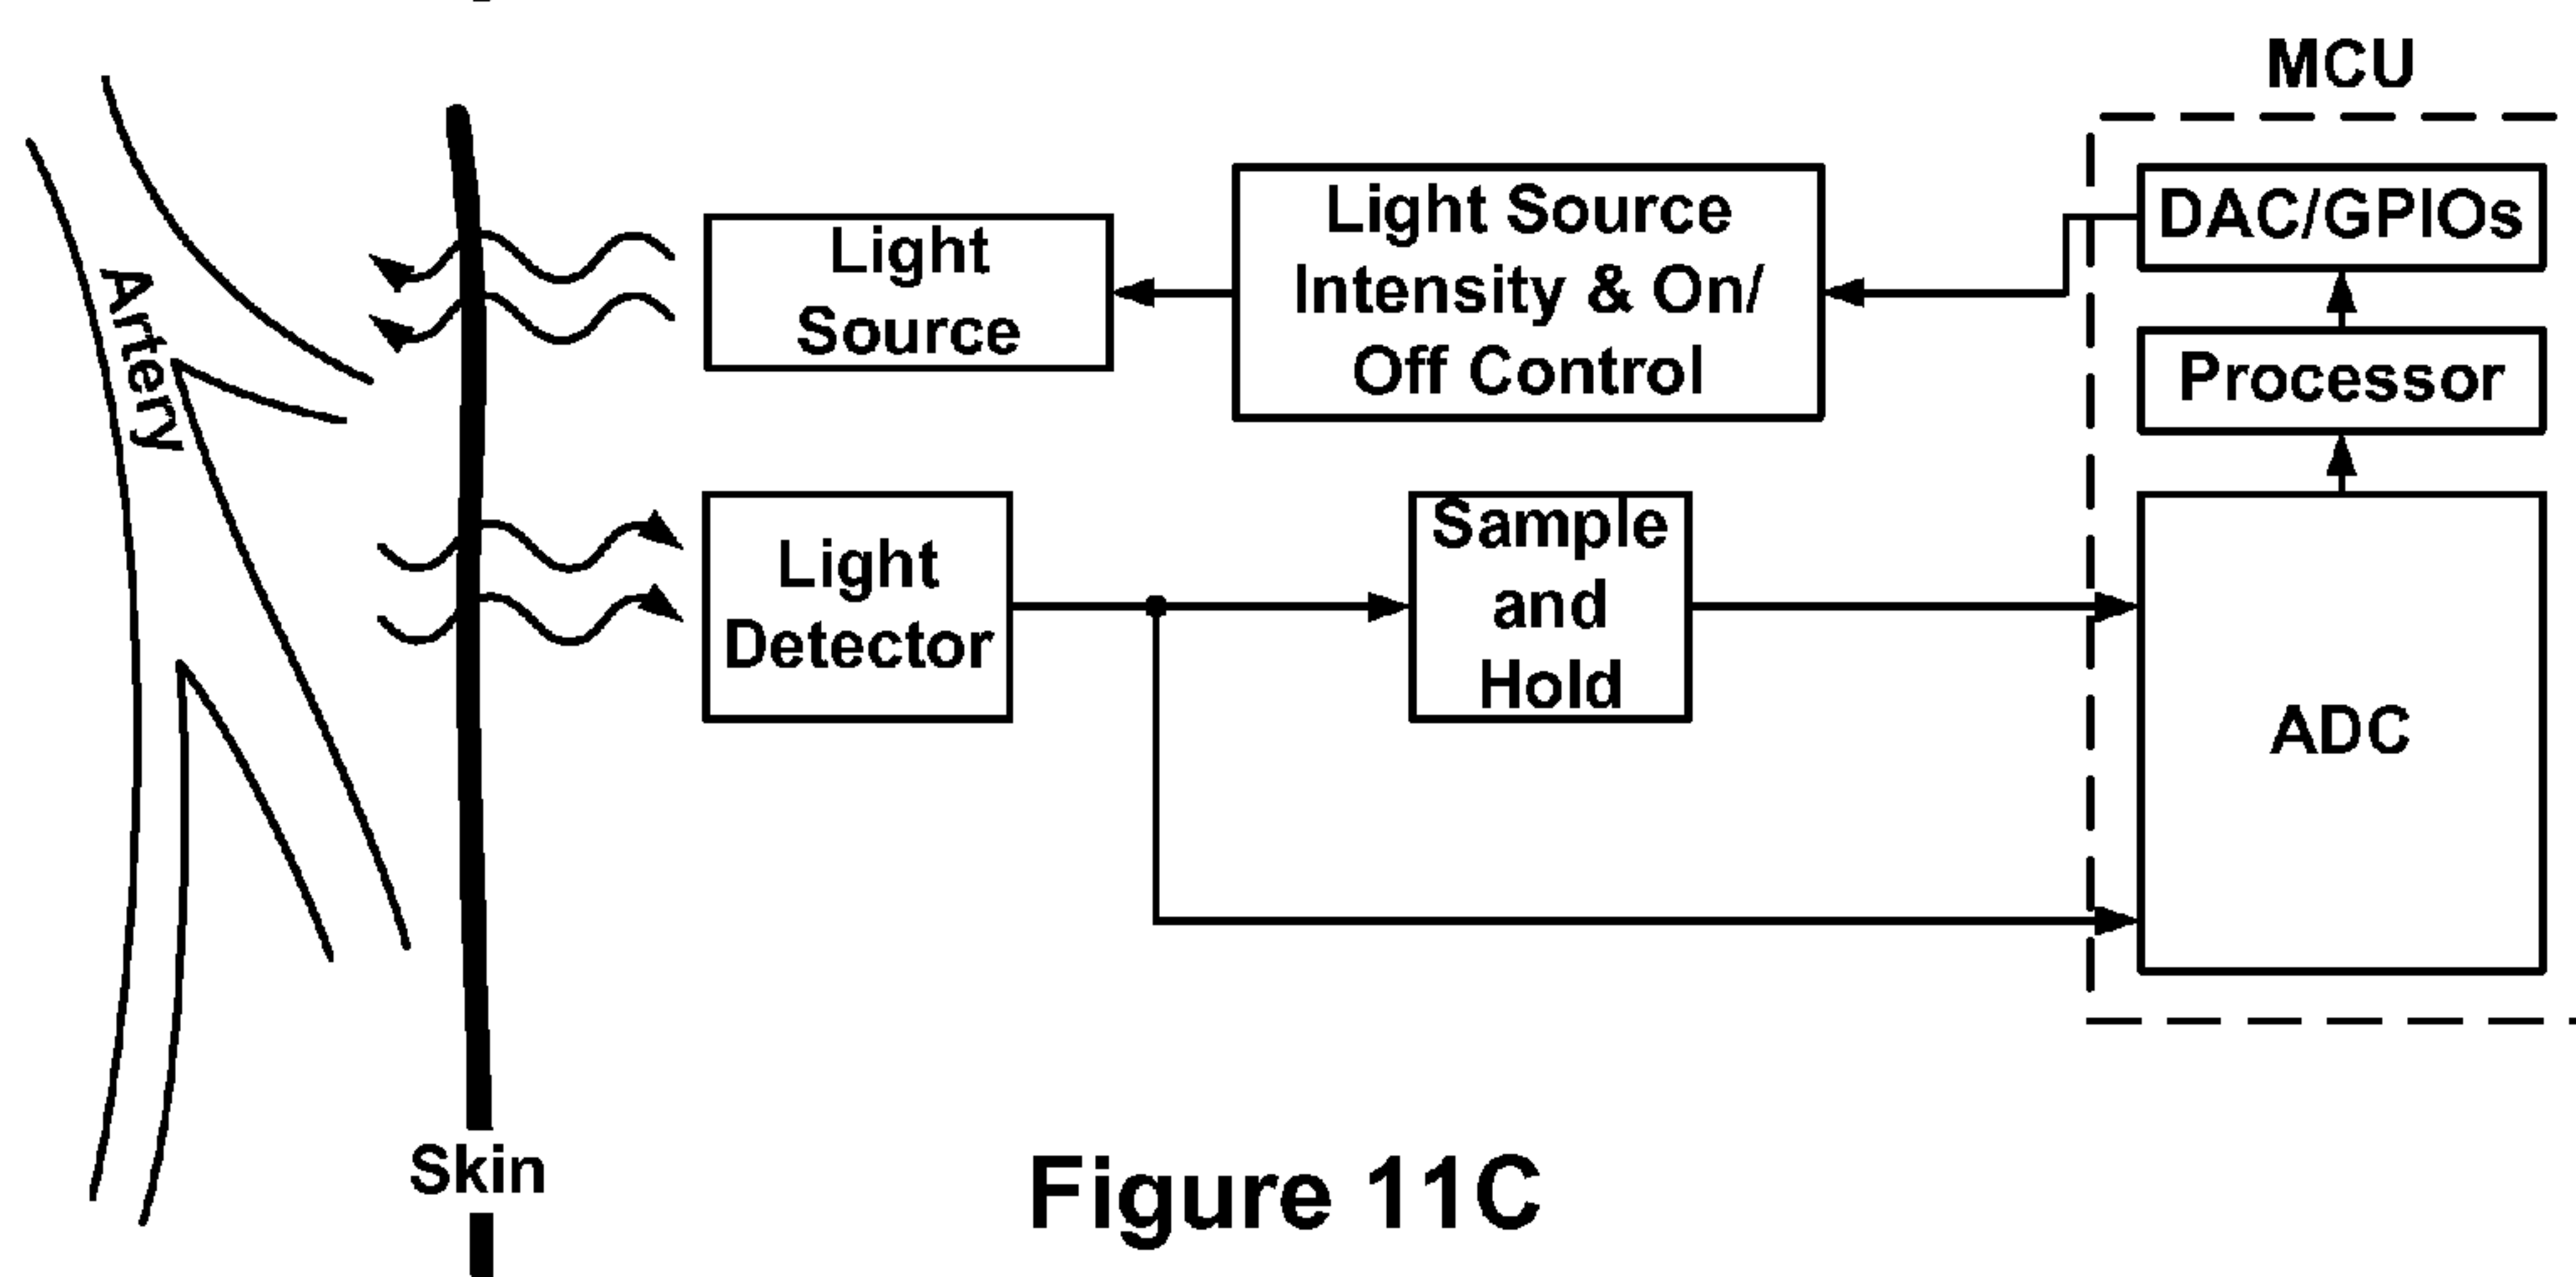 MCU
Light Source
Intensity & On/
Off Control
DAC/GPIOs
Light
Source
Artery
Processor
Light
Detector
Sample
and
Hold
ADC
Skin
Figure 11C